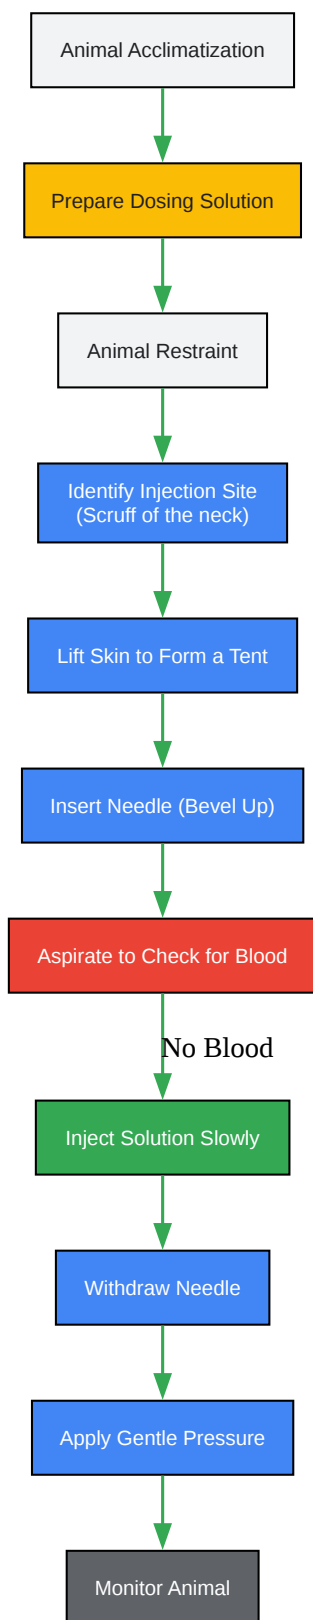 Animal Acclimatization
Prepare Dosing Solution
Animal Restraint
Identify Injection Site
(Scruff of the neck)
Lift Skin to Form a Tent
Insert Needle (Bevel Up)
Aspirate to Check for Blood
No Blood
Inject Solution Slowly
Withdraw Needle
Apply Gentle Pressure
Monitor Animal